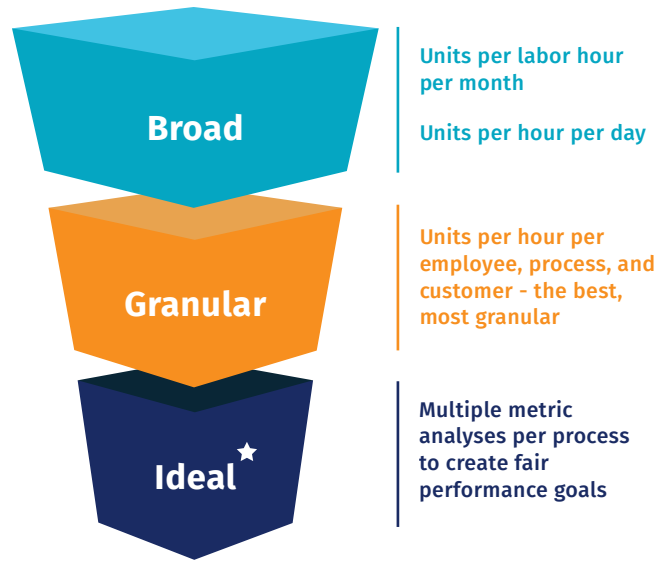 Broad
Units per labor hour
per month
Units per hour per day
Granular
Units per hour per
employee, process, and
customer - the best,
most granular
Ideal
Multiple metric
analyses per process
to create fair
performance goals